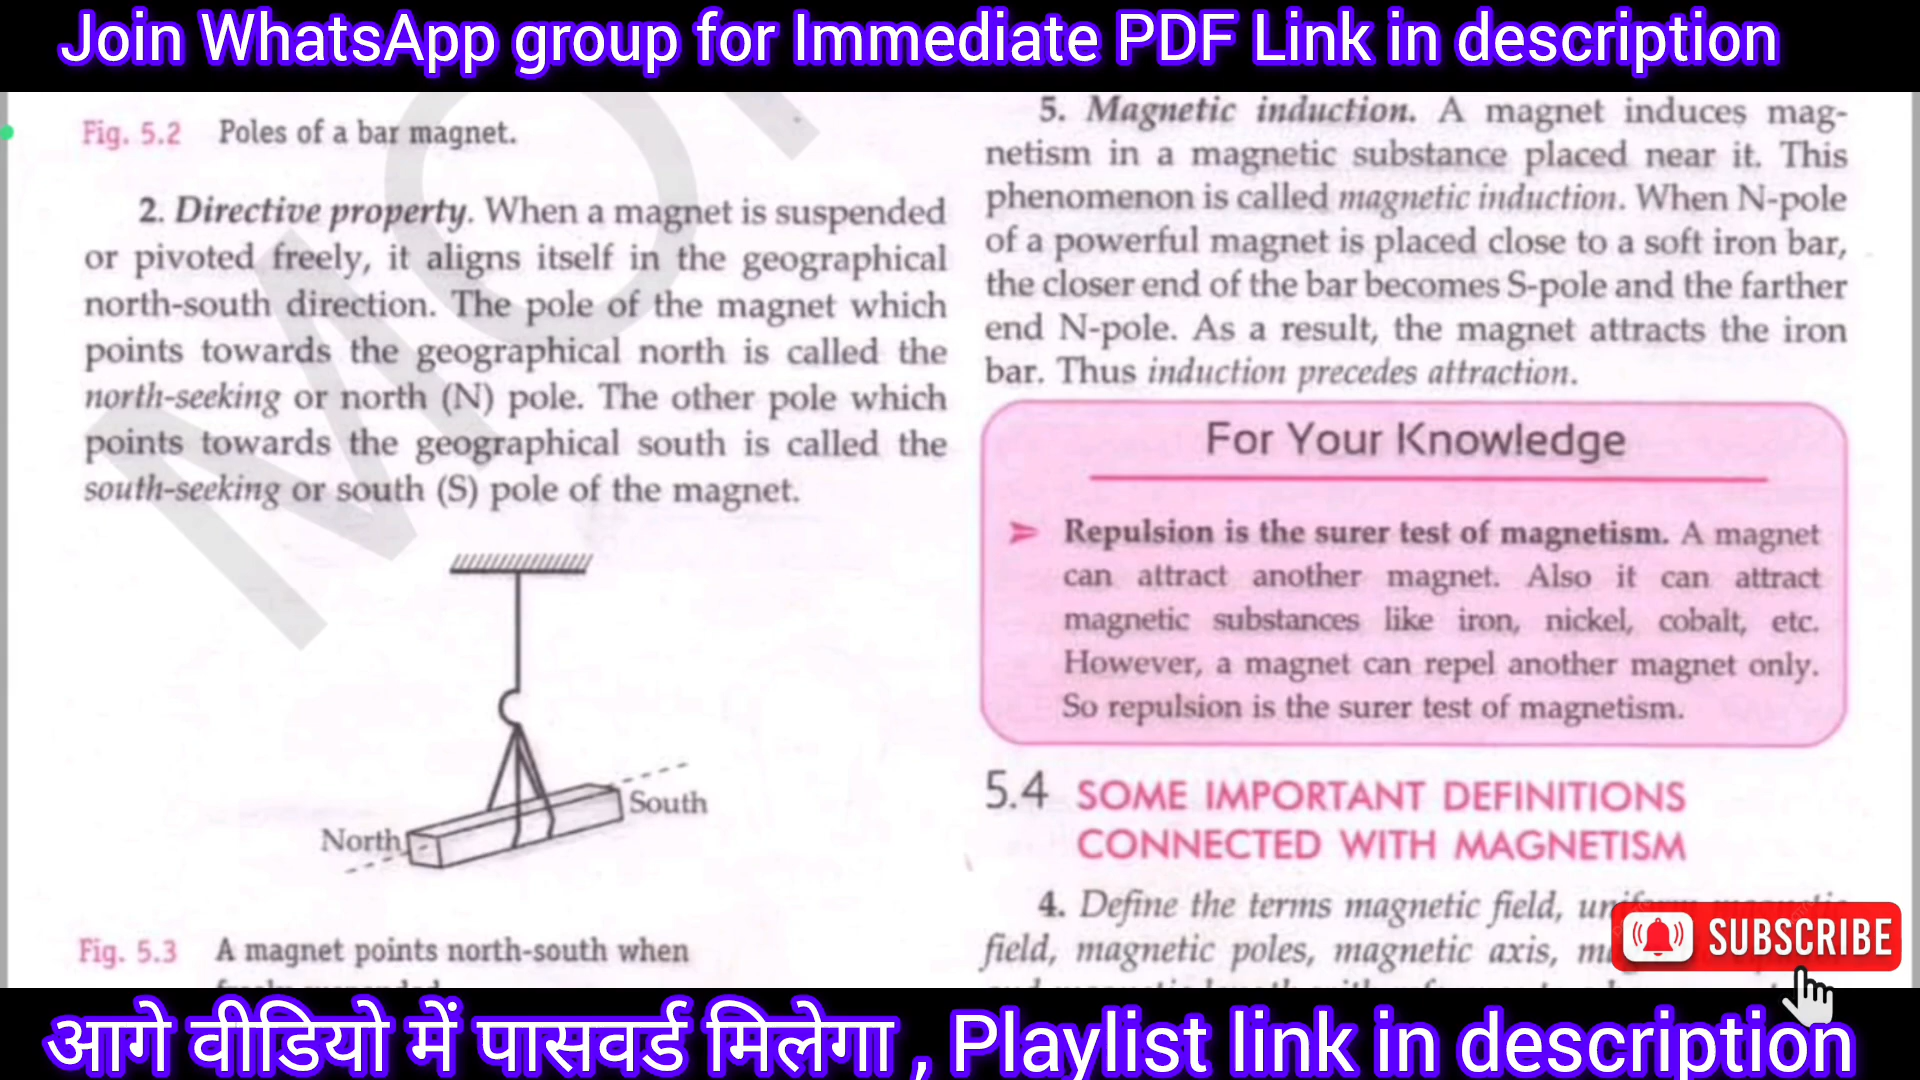 Join WhatsApp group for Immediate PDF Link in description
Fig. 5.2 Poles of a bar magnet.
2. Directive property. When a magnet is suspended
or pivoted freely, it aligns itself in the geographical
north-south direction. The pole of the magnet which
points towards the geographical north is called the
north-seeking or north (N) pole. The other pole which
points towards the geographical south is called the
south-seeking or south (S) pole of the magnet.
North
South
Fig. 5.3 A magnet points north-south when
5. Magnetic induction. A magnet induces mag-
netism in a magnetic substance placed near it. This
phenomenon is called magnetic induction. When N-pole
of a powerful magnet is placed close to a soft iron bar,
the closer end of the bar becomes S-pole and the farther
end N-pole. As a result, the magnet attracts the iron
bar. Thus induction precedes attraction.
For Your Knowledge
➢ Repulsion is the surer test of magnetism. A magnet
can attract another magnet. Also it can attract
magnetic substances like iron, nickel, cobalt, etc.
However, a magnet can repel another magnet only.
So repulsion is the surer test of magnetism.
5.4 SOME IMPORTANT DEFINITIONS
CONNECTED WITH MAGNETISM
4. Define the terms magnetic field,
field, magnetic poles, magnetic axis,
SUBSCRIBE
आगे वीडियो में पासवर्ड मिलेगा , Playlist link in description